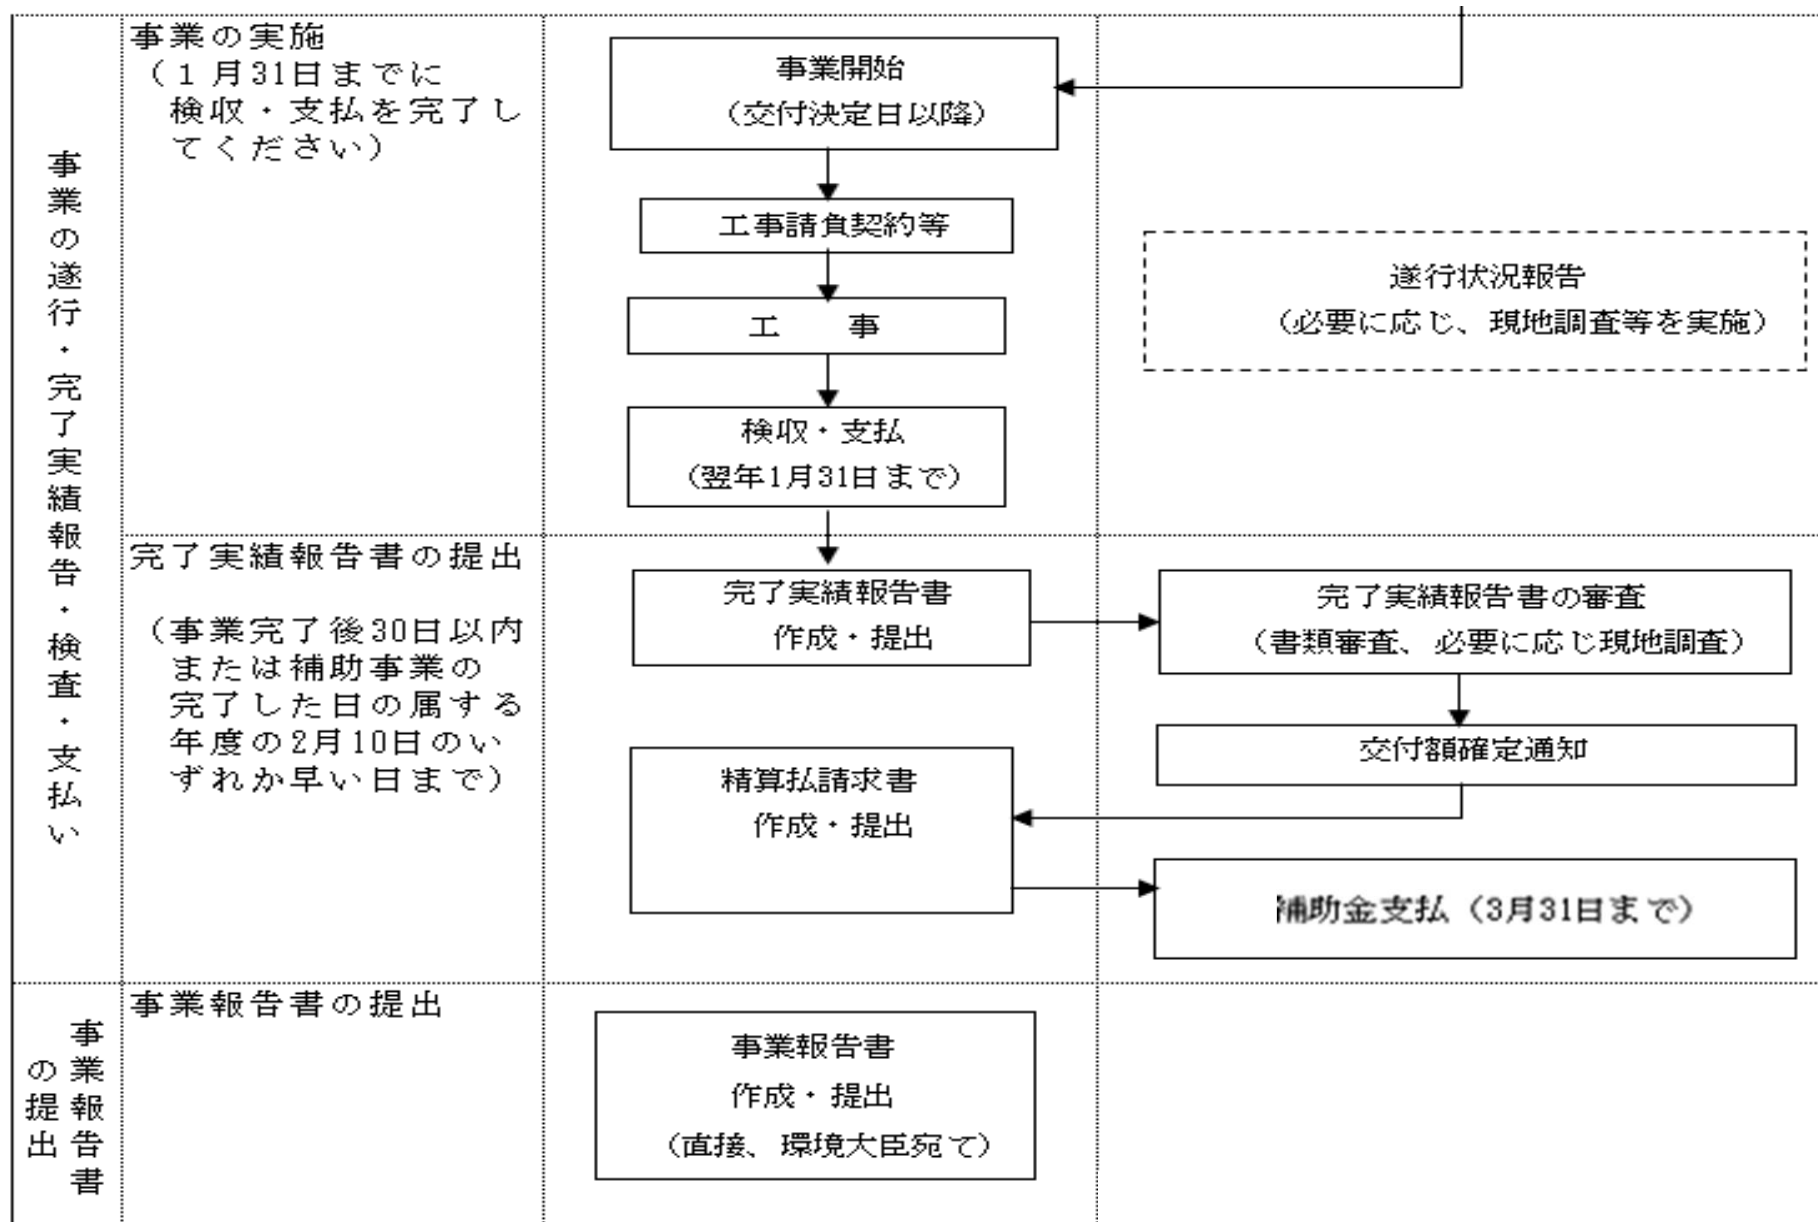 事業の遂行・完了実績報告・検査・支払い
事業の実施
（１月31日までに
検収・支払を完了し
てください）
事業開始
（交付決定日以降）
工事請負契約等
工　事
検収・支払
（翌年1月31日まで）
遂行状況報告
（必要に応じ、現地調査等を実施）
完了実績報告書の提出
（事業完了後30日以内
または補助事業の
完了した日の属する
年度の2月10日のい
ずれか早い日まで）
完了実績報告書
作成・提出
完了実績報告書の審査
（書類審査、必要に応じ現地調査）
交付額確定通知
精算払請求書
作成・提出
補助金支払（3月31日まで）
事業報告書
の提出
事業報告書の提出
事業報告書
作成・提出
（直接、環境大臣宛て）